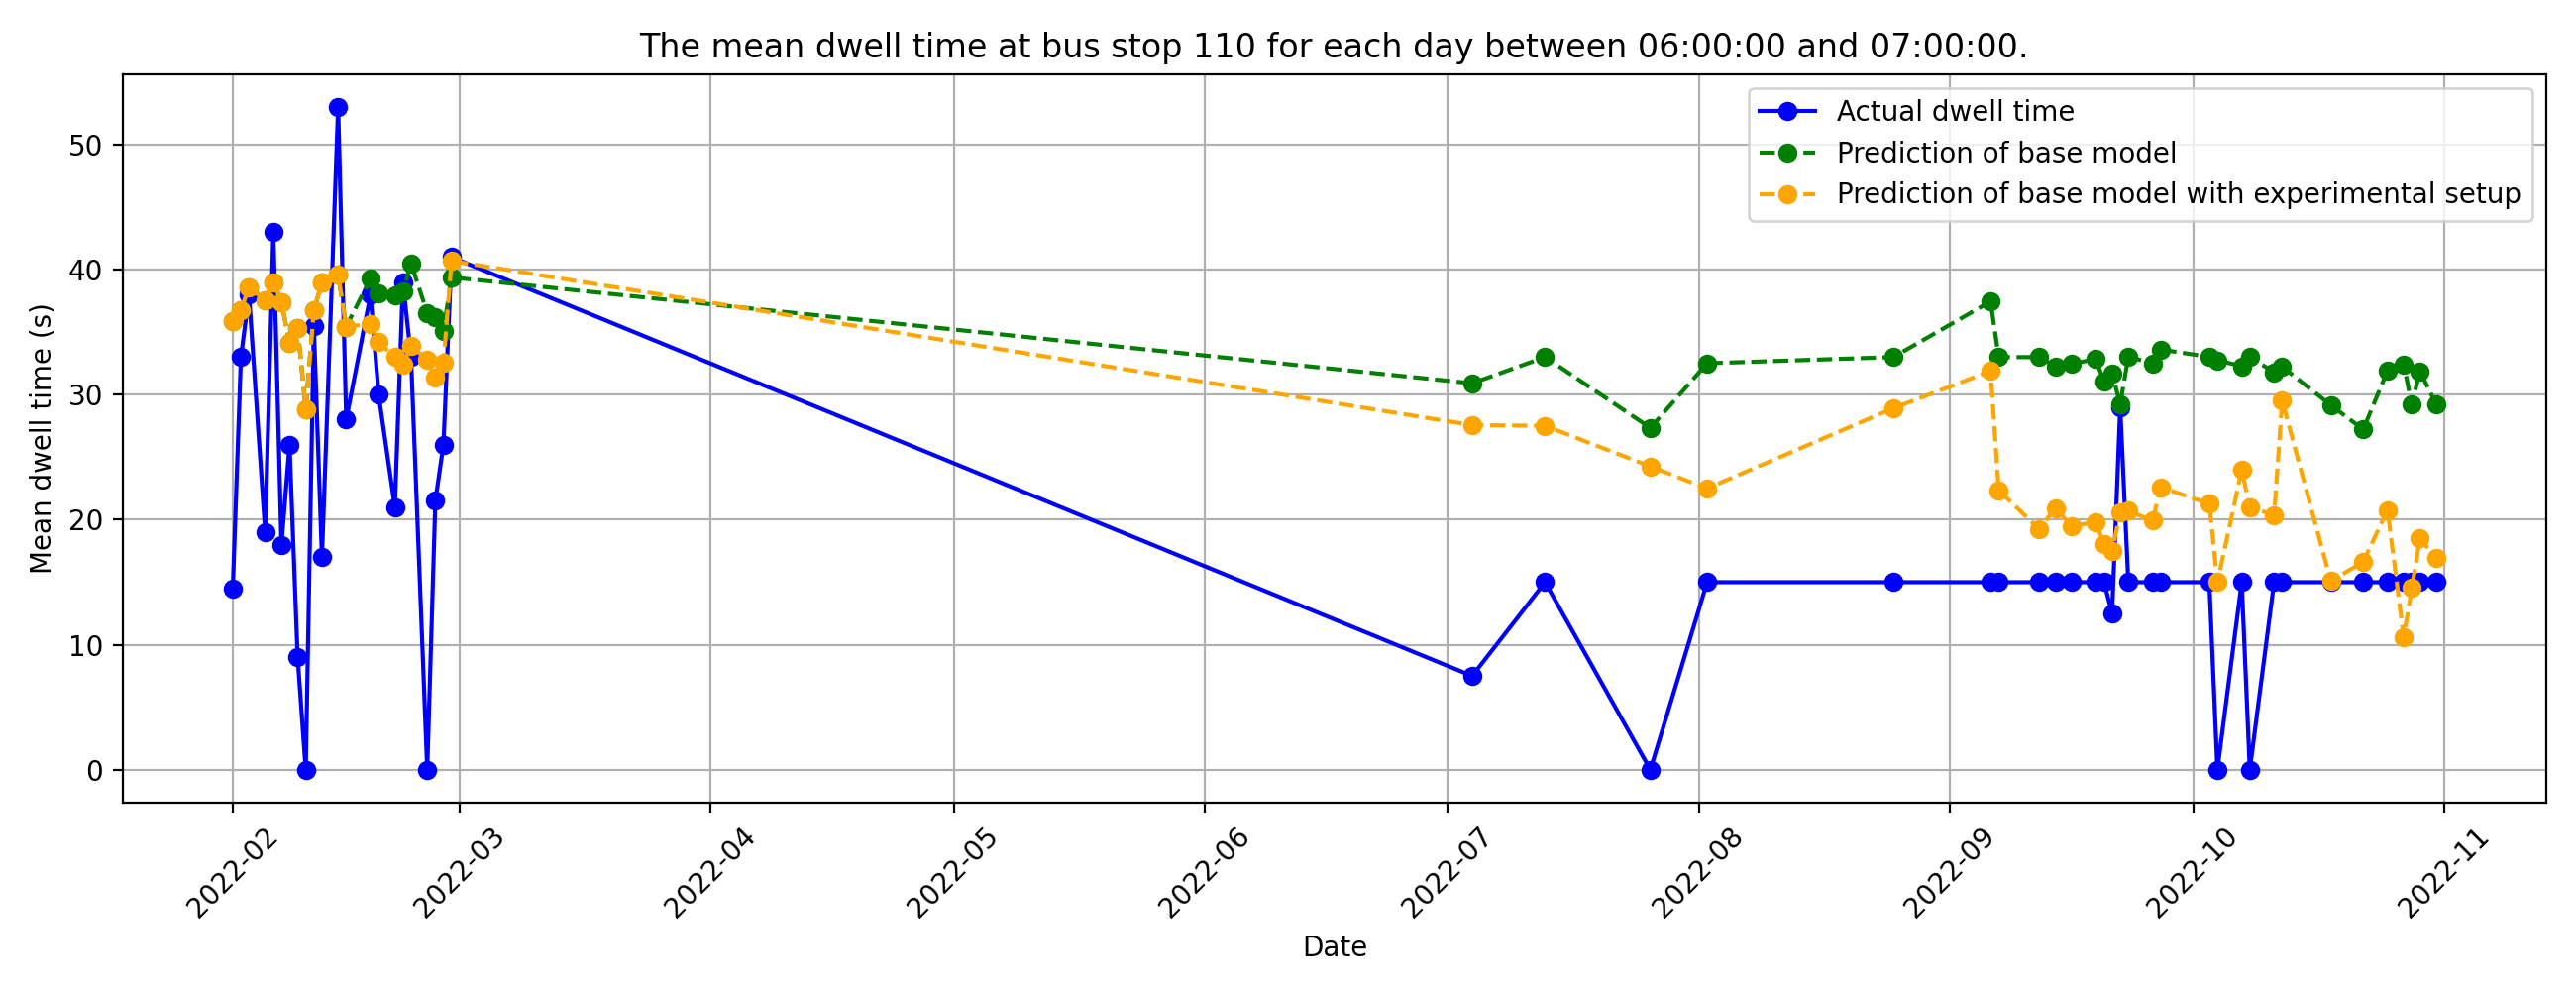 The mean dwell time at bus stop 110 for each day between 06:00:00 and 07:00:00.
Actual dwell time
Prediction of base model
Prediction of base model with experimental setup
Mean dwell time (s)
50
40
30
20
10
0
2022-02
2022-03
2022-04
2022-05
2022-06
2022-07
2022-08
2022-09
2022-10
2022-11
Date